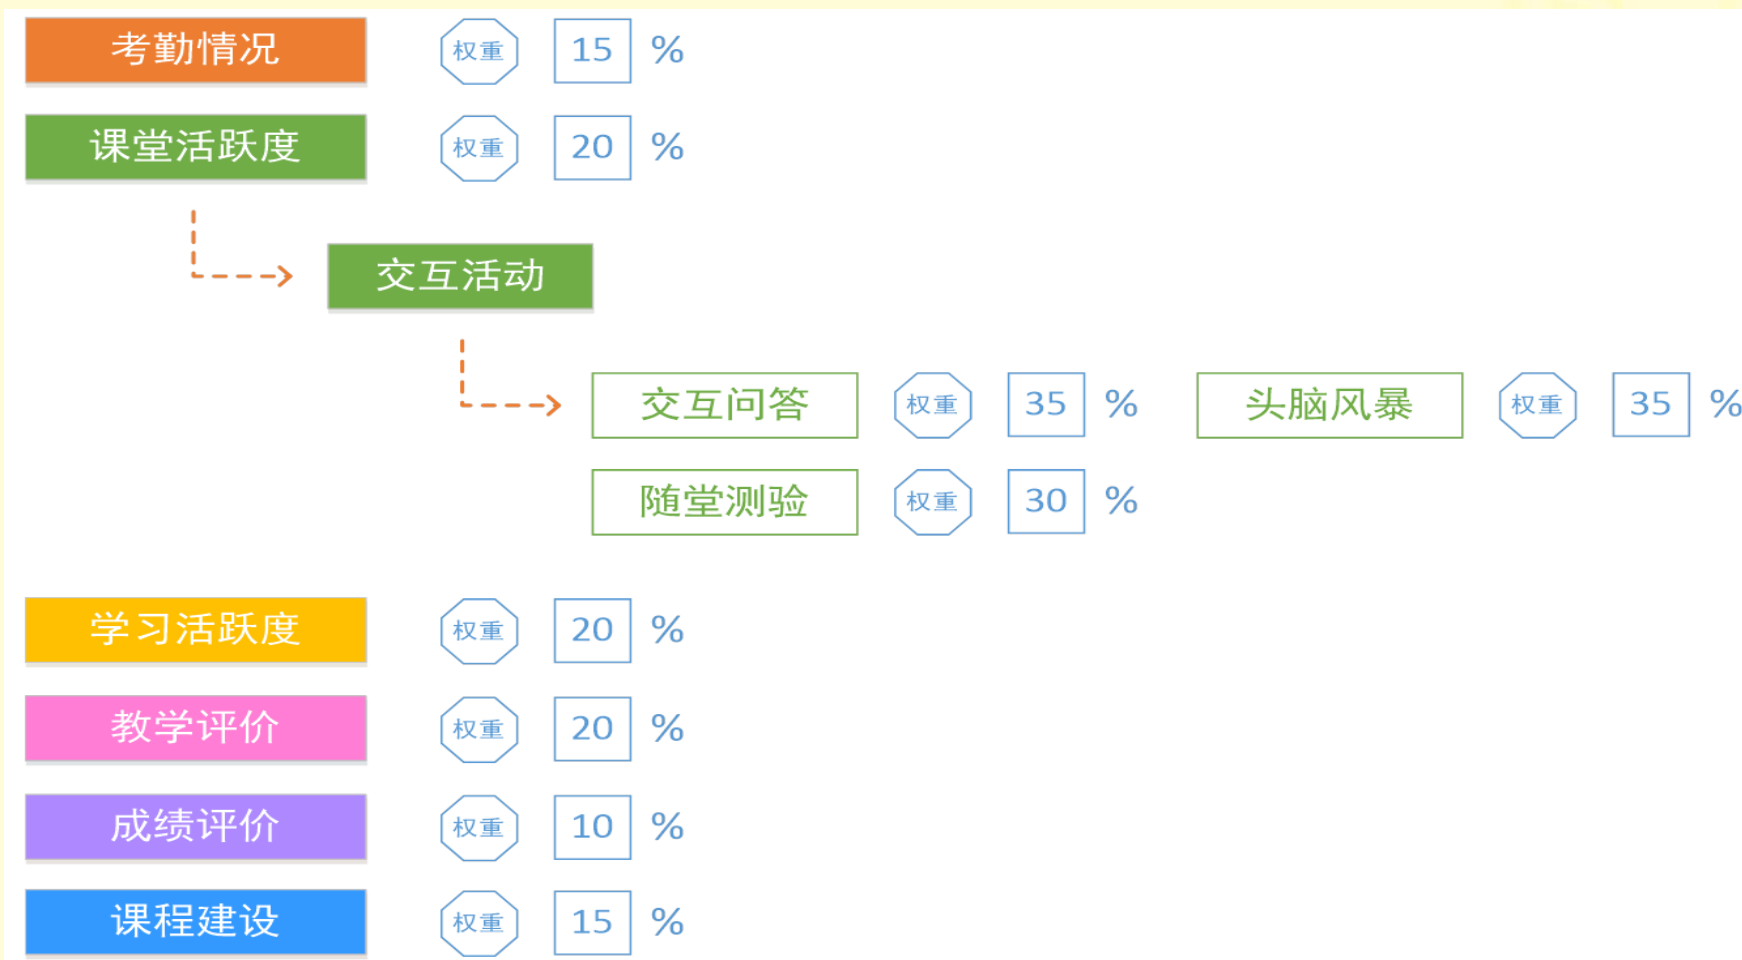 考勤情况 权重 15 %
课堂活跃度 权重 20 %
交互活动
交互问答 权重 35 % 头脑风暴 权重 35 %
随堂测验 权重 30 %
学习活跃度 权重 20 %
教学评价 权重 20 %
成绩评价 权重 10 %
课程建设 权重 15 %